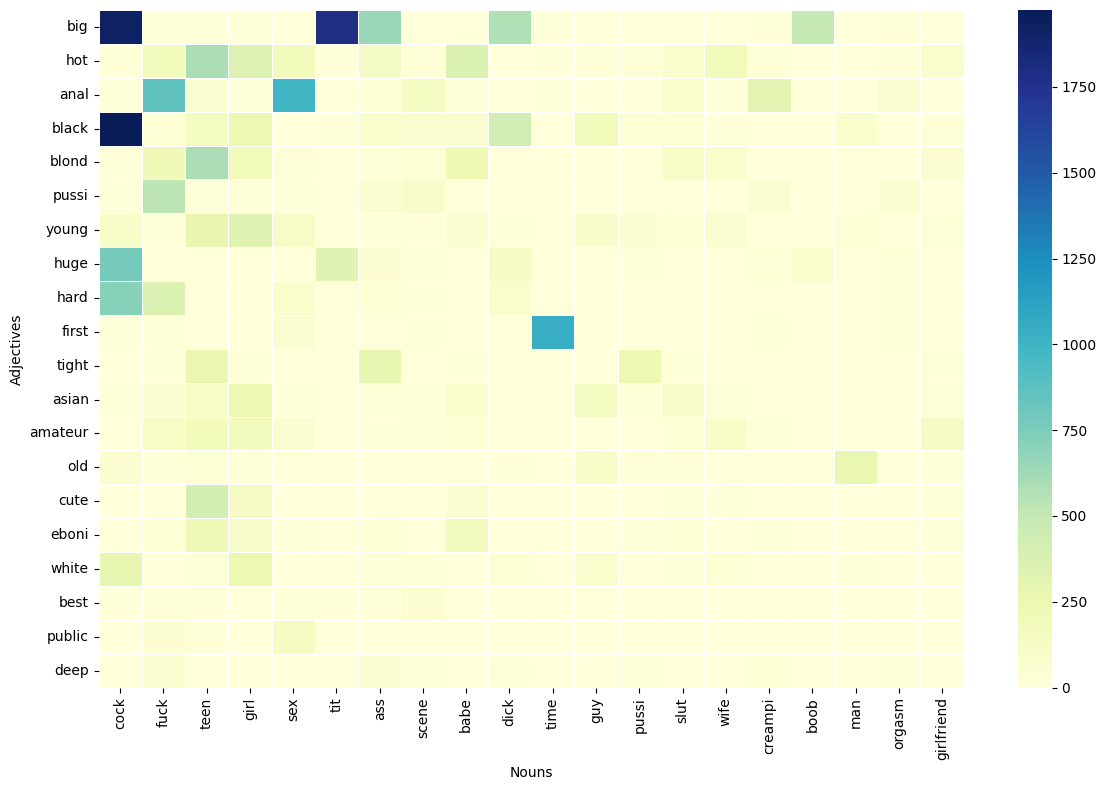 big
hot
anal
black
blond
pussi
young
huge
hard
first
tight
asian
amateur
old
cute
eboni
white
best
public
deep
Adjectives
cock
fuck
teen
girl
sex
tit
ass
scene
babe
dick
time
guy
pussi
slut
wife
creampi
boob
man
orgasm
girlfriend
Nouns
1750
1500
1250
1000
750
500
250
0